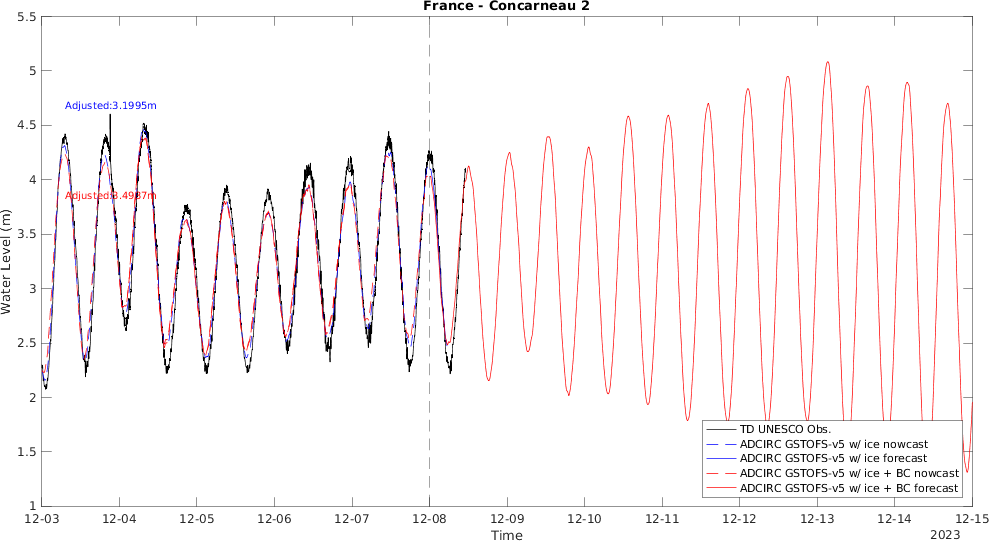 France - Concarneau 2
5.5
5
4.5
4
3.5
3
2.5
2
1.5
1
Water Level (m)
Adjusted:3.1995m
TD UNESCO Obs.
ADCIRC GSTOFS-v5 w/ ice nowcast
ADCIRC GSTOFS-v5 w/ ice forecast
ADCIRC GSTOFS-v5 w/ ice + BC nowcast
ADCIRC GSTOFS-v5 w/ ice + BC forecast
12-03 12-04 12-05 12-06 12-07 12-08 12-09 12-10 12-11 12-12 12-13 12-14 12-15
Time
2023